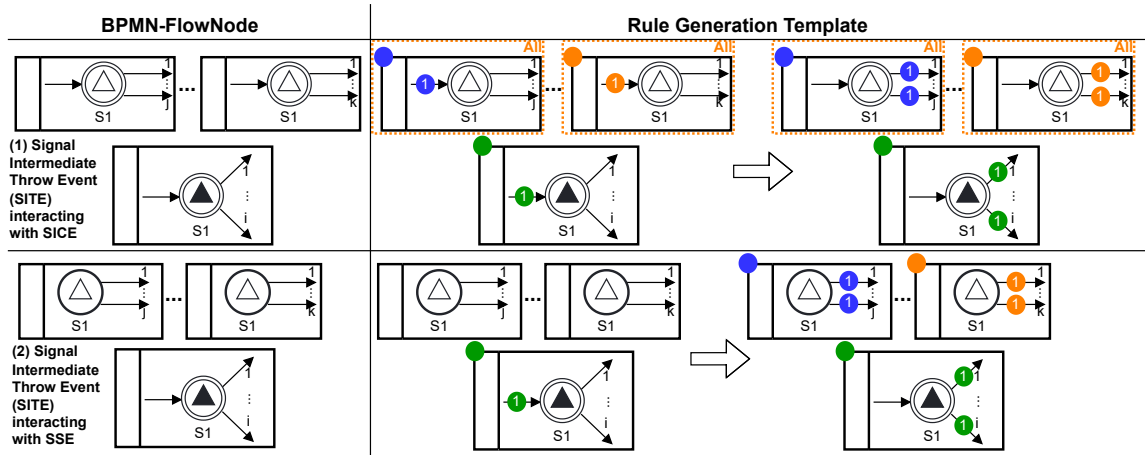 BPMN-FlowNode
Rule Generation Template
All
All
All
All
1
j
S1
...
1
k
S1
1
1
j
S1
...
1
1
k
S1
1
1
1
j
S1
...
1
1
1
k
S1
(1) Signal
Intermediate
Throw Event
(SITE)
interacting
with SICE
1
i
S1
1
1
i
S1
1
1
1
i
S1
1
j
S1
...
1
k
S1
1
j
S1
...
1
k
S1
1
1
1
j
S1
...
1
1
1
k
S1
(2) Signal
Intermediate
Throw Event
(SITE)
interacting
with SSE
1
i
S1
1
1
i
S1
1
1
1
i
S1